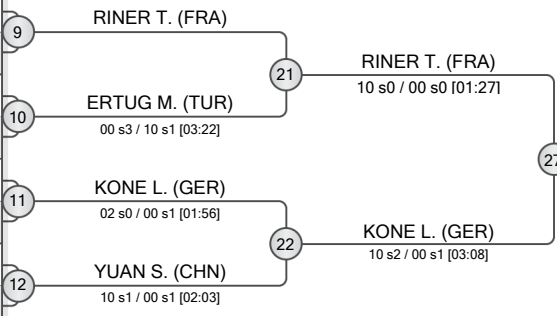 RINER T. (FRA)
9
21
RINER T. (FRA)
10 s0 / 00 s0 [01:27]
ERTUG M. (TUR)
10
00 s3 / 10 s1 [03:22]
27
KONE L. (GER)
11
02 s0 / 00 s1 [01:56]
22
KONE L. (GER)
10 s2 / 00 s1 [03:08]
YUAN S. (CHN)
12
10 s1 / 00 s1 [02:03]